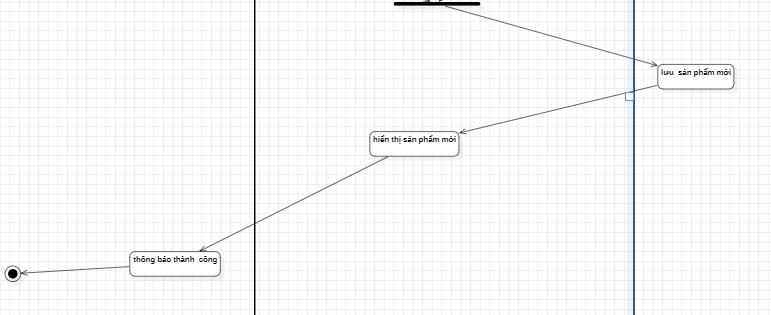 lưu sản phẩm mới
hiển thị sản phẩm mới
thông báo thành công